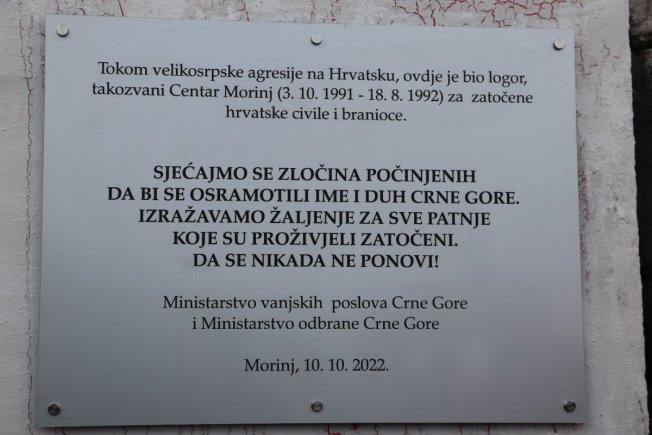 Tokom velikosrpske agresije na Hrvatsku, ovdje je bio logor,
takozvani Centar Morinj (3. 10. 1991 - 18. 8. 1992) za zatočene
hrvatske civile i branioce.
SJEĆAJMO SE ZLOČINA POČINJENIH
DA BI SE OSRAMOTILI IME I DUH CRNE GORE.
IZRAŽAVAMO ŽALJENJE ZA SVE PATNJE
KOJE SU PROŽIVJELI ZATOČENI.
DA SE NIKADA NE PONOVI!
Ministarstvo vanjskih poslova Crne Gore
i Ministarstvo odbrane Crne Gore
Morinj, 10. 10. 2022.